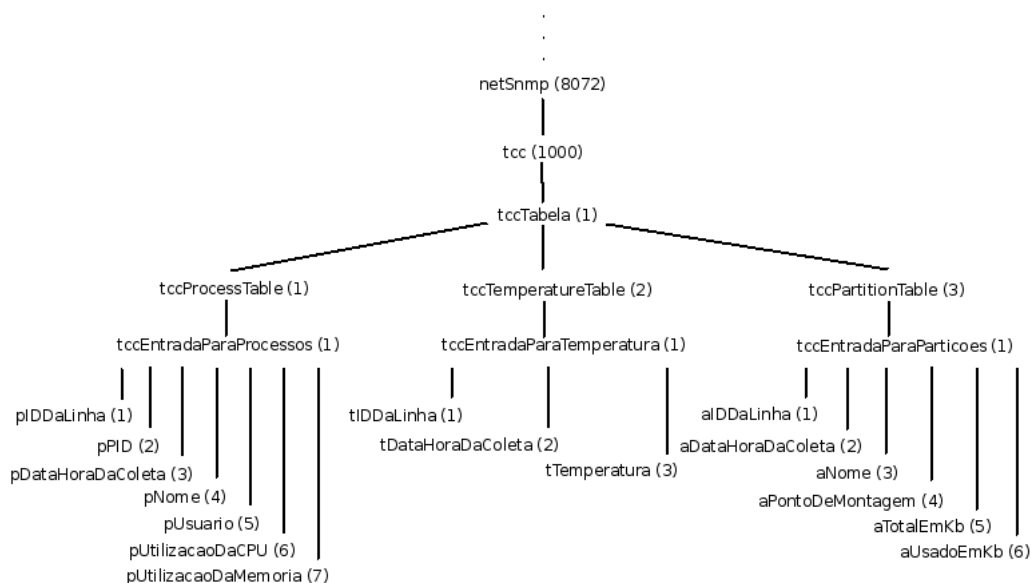 netSnmp (8072)
tcc (1000)
tccTabela (1)
tccProcessTable (1) tccTemperatureTable (2) tccPartitionTable (3)
tccEntradaParaProcessos (1) tccEntradaParaTemperatura (1) tccEntradaParaParticoes (1)
pIDDaLinha (1) tIDDaLinha (1) aIDDaLinha (1)
pPID (2) tDataHoraDaColeta (2) aDataHoraDaColeta (2)
pDataHoraDaColeta (3) tTemperatura (3) aNome (3)
pNome (4) aPontoDeMontagem (4)
pUsuario (5) aTotalEmKb (5)
pUtilizacaoDaCPU (6) aUsadoEmKb (6)
pUtilizacaoDaMemoria (7)